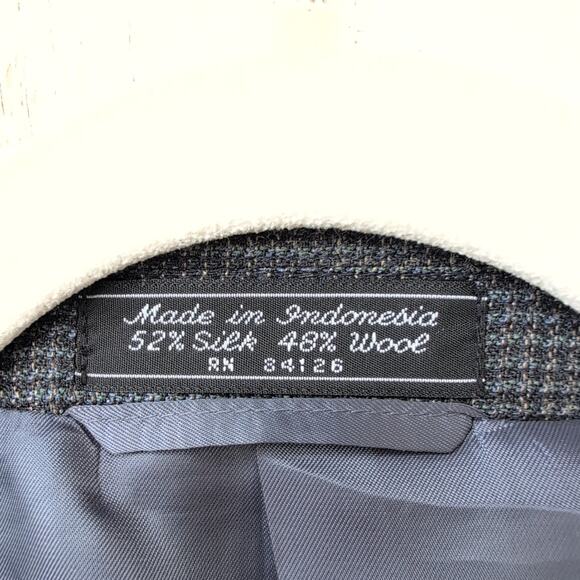 Made in Indonesia
52% Silk 48% Wool
RN 84126